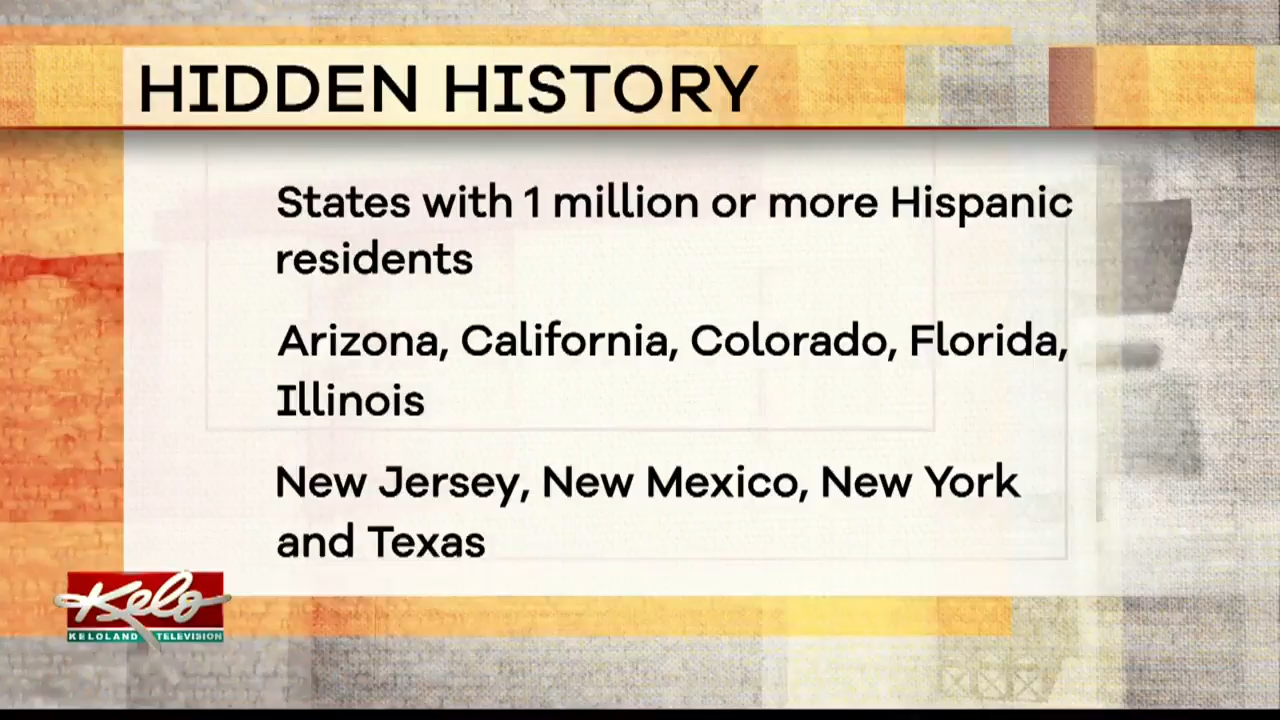 HIDDEN HISTORY
States with 1 million or more Hispanic
residents
Arizona, California, Colorado, Florida,
Illinois
New Jersey, New Mexico, New York
and Texas
Kelo
KELOLAND TELEVISION